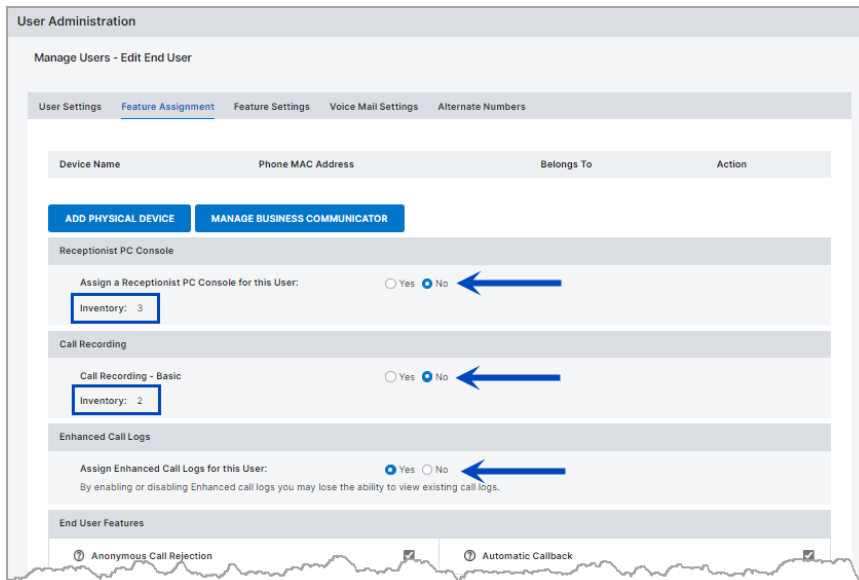 User Administration
Manage Users - Edit End User
User Settings Feature Assignment Feature Settings Voice Mail Settings Alternate Numbers
Device Name Phone MAC Address Belongs To Action
ADD PHYSICAL DEVICE MANAGE BUSINESS COMMUNICATOR
Receptionist PC Console
Assign a Receptionist PC Console for this User: Yes No
Inventory: 3
Call Recording
Call Recording - Basic Yes No
Inventory: 2
Enhanced Call Logs
Assign Enhanced Call Logs for this User: Yes No
By enabling or disabling Enhanced call logs you may lose the ability to view existing call logs.
End User Features
? Anonymous Call Rejection ? Automatic Callback